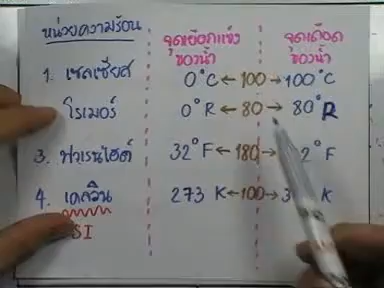 หน่วยความร้อน จุดเยือกแข็ง จุดเดือด
ของน้ำ ของน้ำ
1. เซลเซียส 0°C ←100→ 100°C
โรเมอร์ 0°R ←80→ 80°R
3. ฟาเรนไฮต์ 32°F ←180→ 2°F
4. เคลวิน 273 K ←100→ 3 K
SI